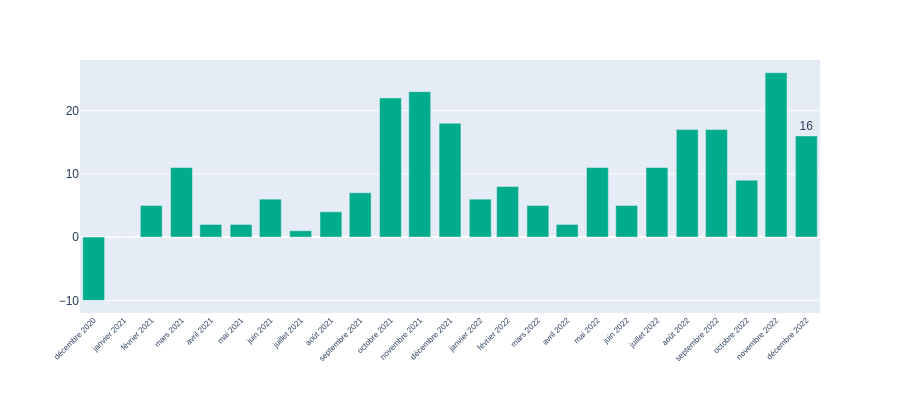 20
10
0
−10
16
décembre 2020
janvier 2021
février 2021
mars 2021
avril 2021
mai 2021
juin 2021
juillet 2021
août 2021
septembre 2021
octobre 2021
novembre 2021
décembre 2021
janvier 2022
février 2022
mars 2022
avril 2022
mai 2022
juin 2022
juillet 2022
août 2022
septembre 2022
octobre 2022
novembre 2022
décembre 2022